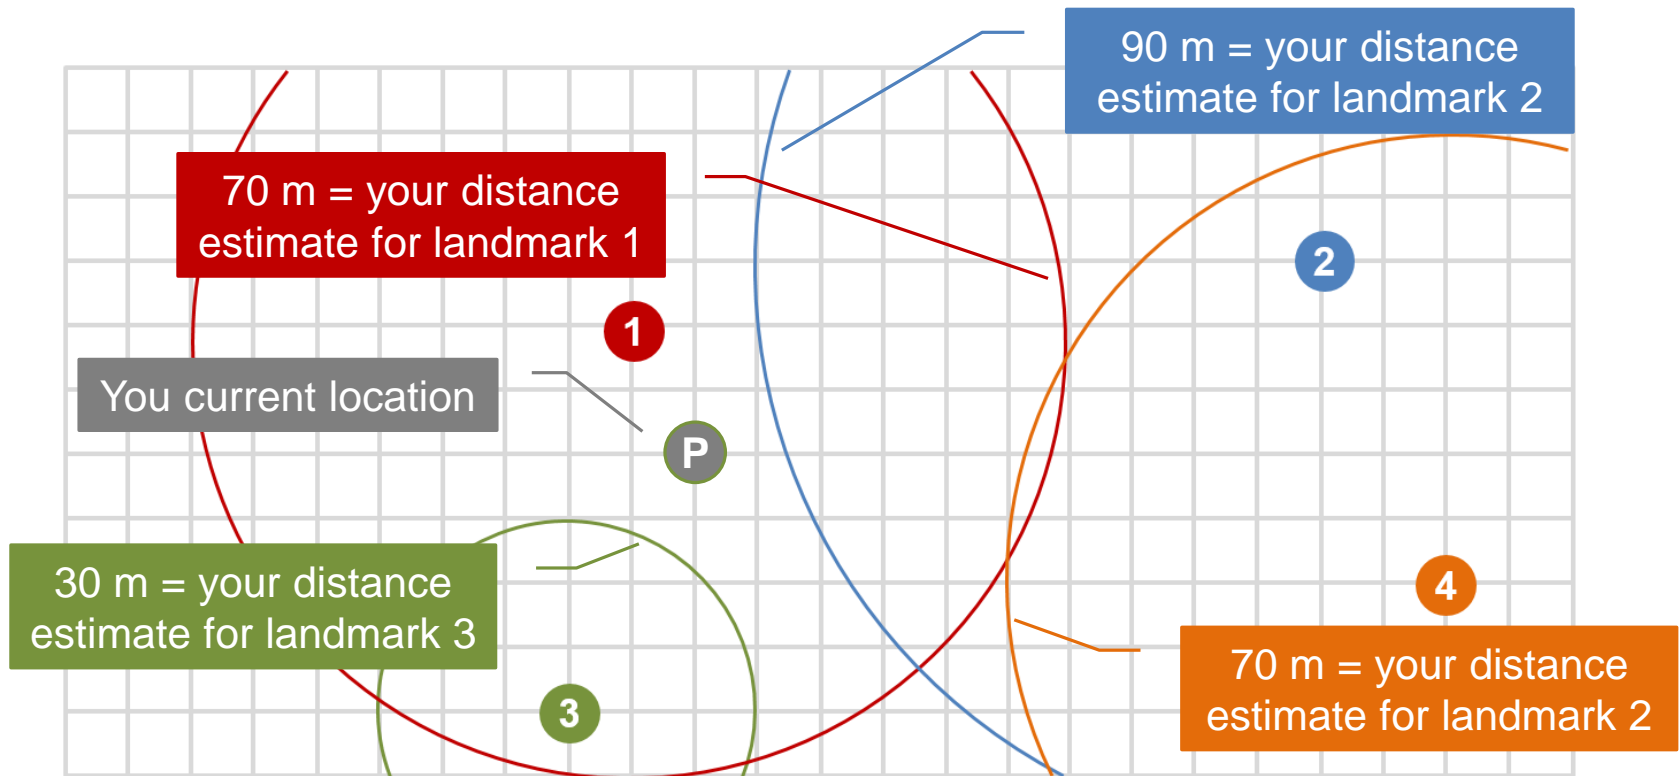 90 m = your distance
estimate for landmark 2
70 m = your distance
estimate for landmark 1
2
1
You current location
P
30 m = your distance
estimate for landmark 3
4
3
70 m = your distance
estimate for landmark 2